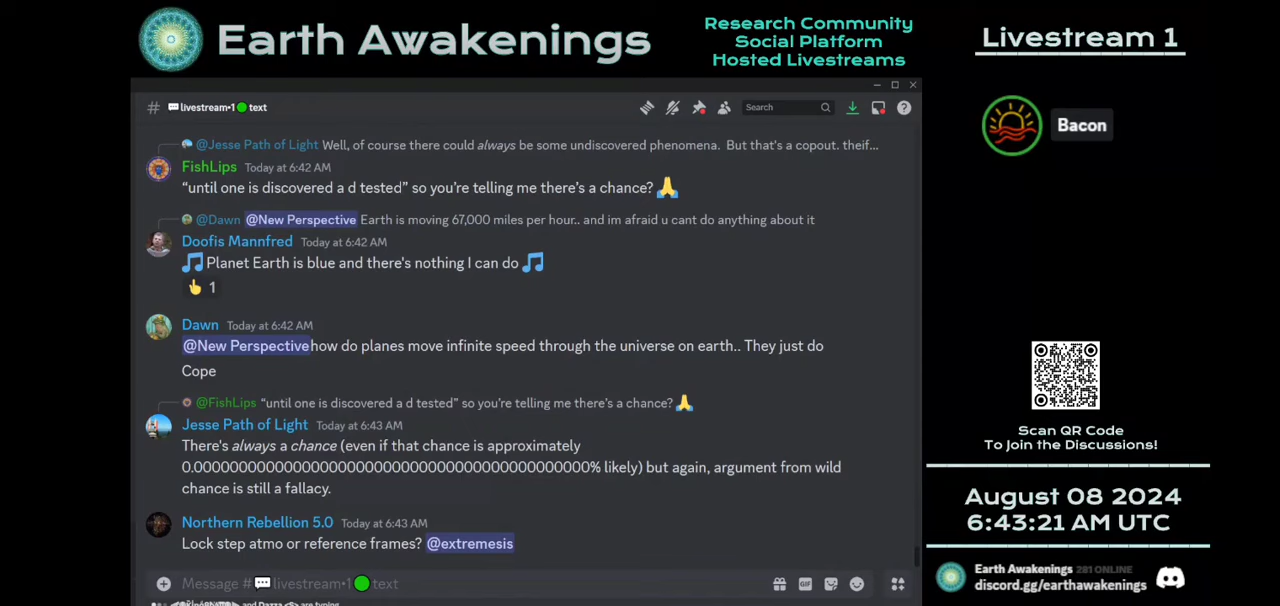 Earth Awakenings
Research Community
Social Platform
Hosted Livestreams
Livestream 1
# livestream•1 text
Search
Bacon
@Jesse Path of Light Well, of course there could always be some undiscovered phenomena. But that's a copout. theif...
FishLips Today at 6:42 AM
“until one is discovered a d tested” so you’re telling me there’s a chance? 🙏
@Dawn @New Perspective Earth is moving 67,000 miles per hour.. and im afraid u cant do anything about it
Doofis Mannfred Today at 6:42 AM
🎵 Planet Earth is blue and there's nothing I can do 🎵
👆 1
Dawn Today at 6:42 AM
@New Perspective how do planes move infinite speed through the universe on earth.. They just do
Cope
@FishLips “until one is discovered a d tested” so you’re telling me there’s a chance? 🙏
Jesse Path of Light Today at 6:43 AM
There's always a chance (even if that chance is approximately
0.00000000000000000000000000000000000000000000% likely) but again, argument from wild
chance is still a fallacy.
Northern Rebellion 5.0 Today at 6:43 AM
Lock step atmo or reference frames? @extremesis
Message # livestream•1 text
GIF
and Dazza are typing
Scan QR Code
To Join the Discussions!
August 08 2024
6:43:21 AM UTC
Earth Awakenings 281 ONLINE
discord.gg/earthawakenings